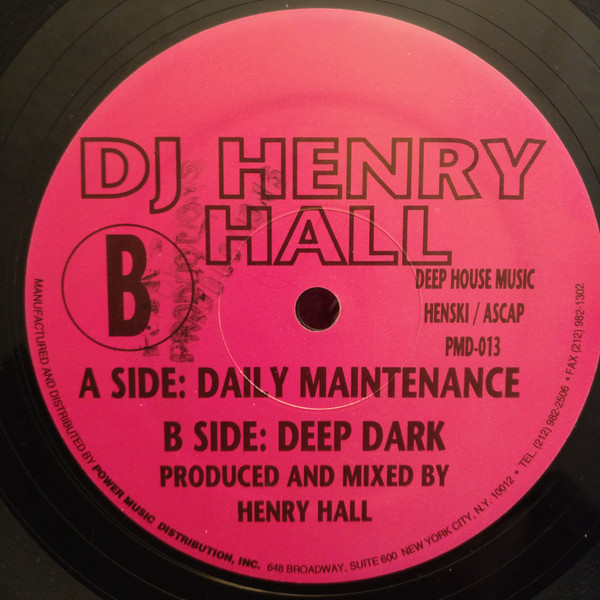 DJ HENRY
HALL
B
DEEP HOUSE MUSIC
HENSKI / ASCAP
PMD-013
A SIDE: DAILY MAINTENANCE
B SIDE: DEEP DARK
PRODUCED AND MIXED BY
HENRY HALL
MANUFACTURED AND DISTRIBUTED BY POWER MUSIC DISTRIBUTION, INC. 648 BROADWAY, SUITE 600 NEW YORK CITY, N.Y. 10012 • TEL. (212) 982-2506 • FAX (212) 982-1302